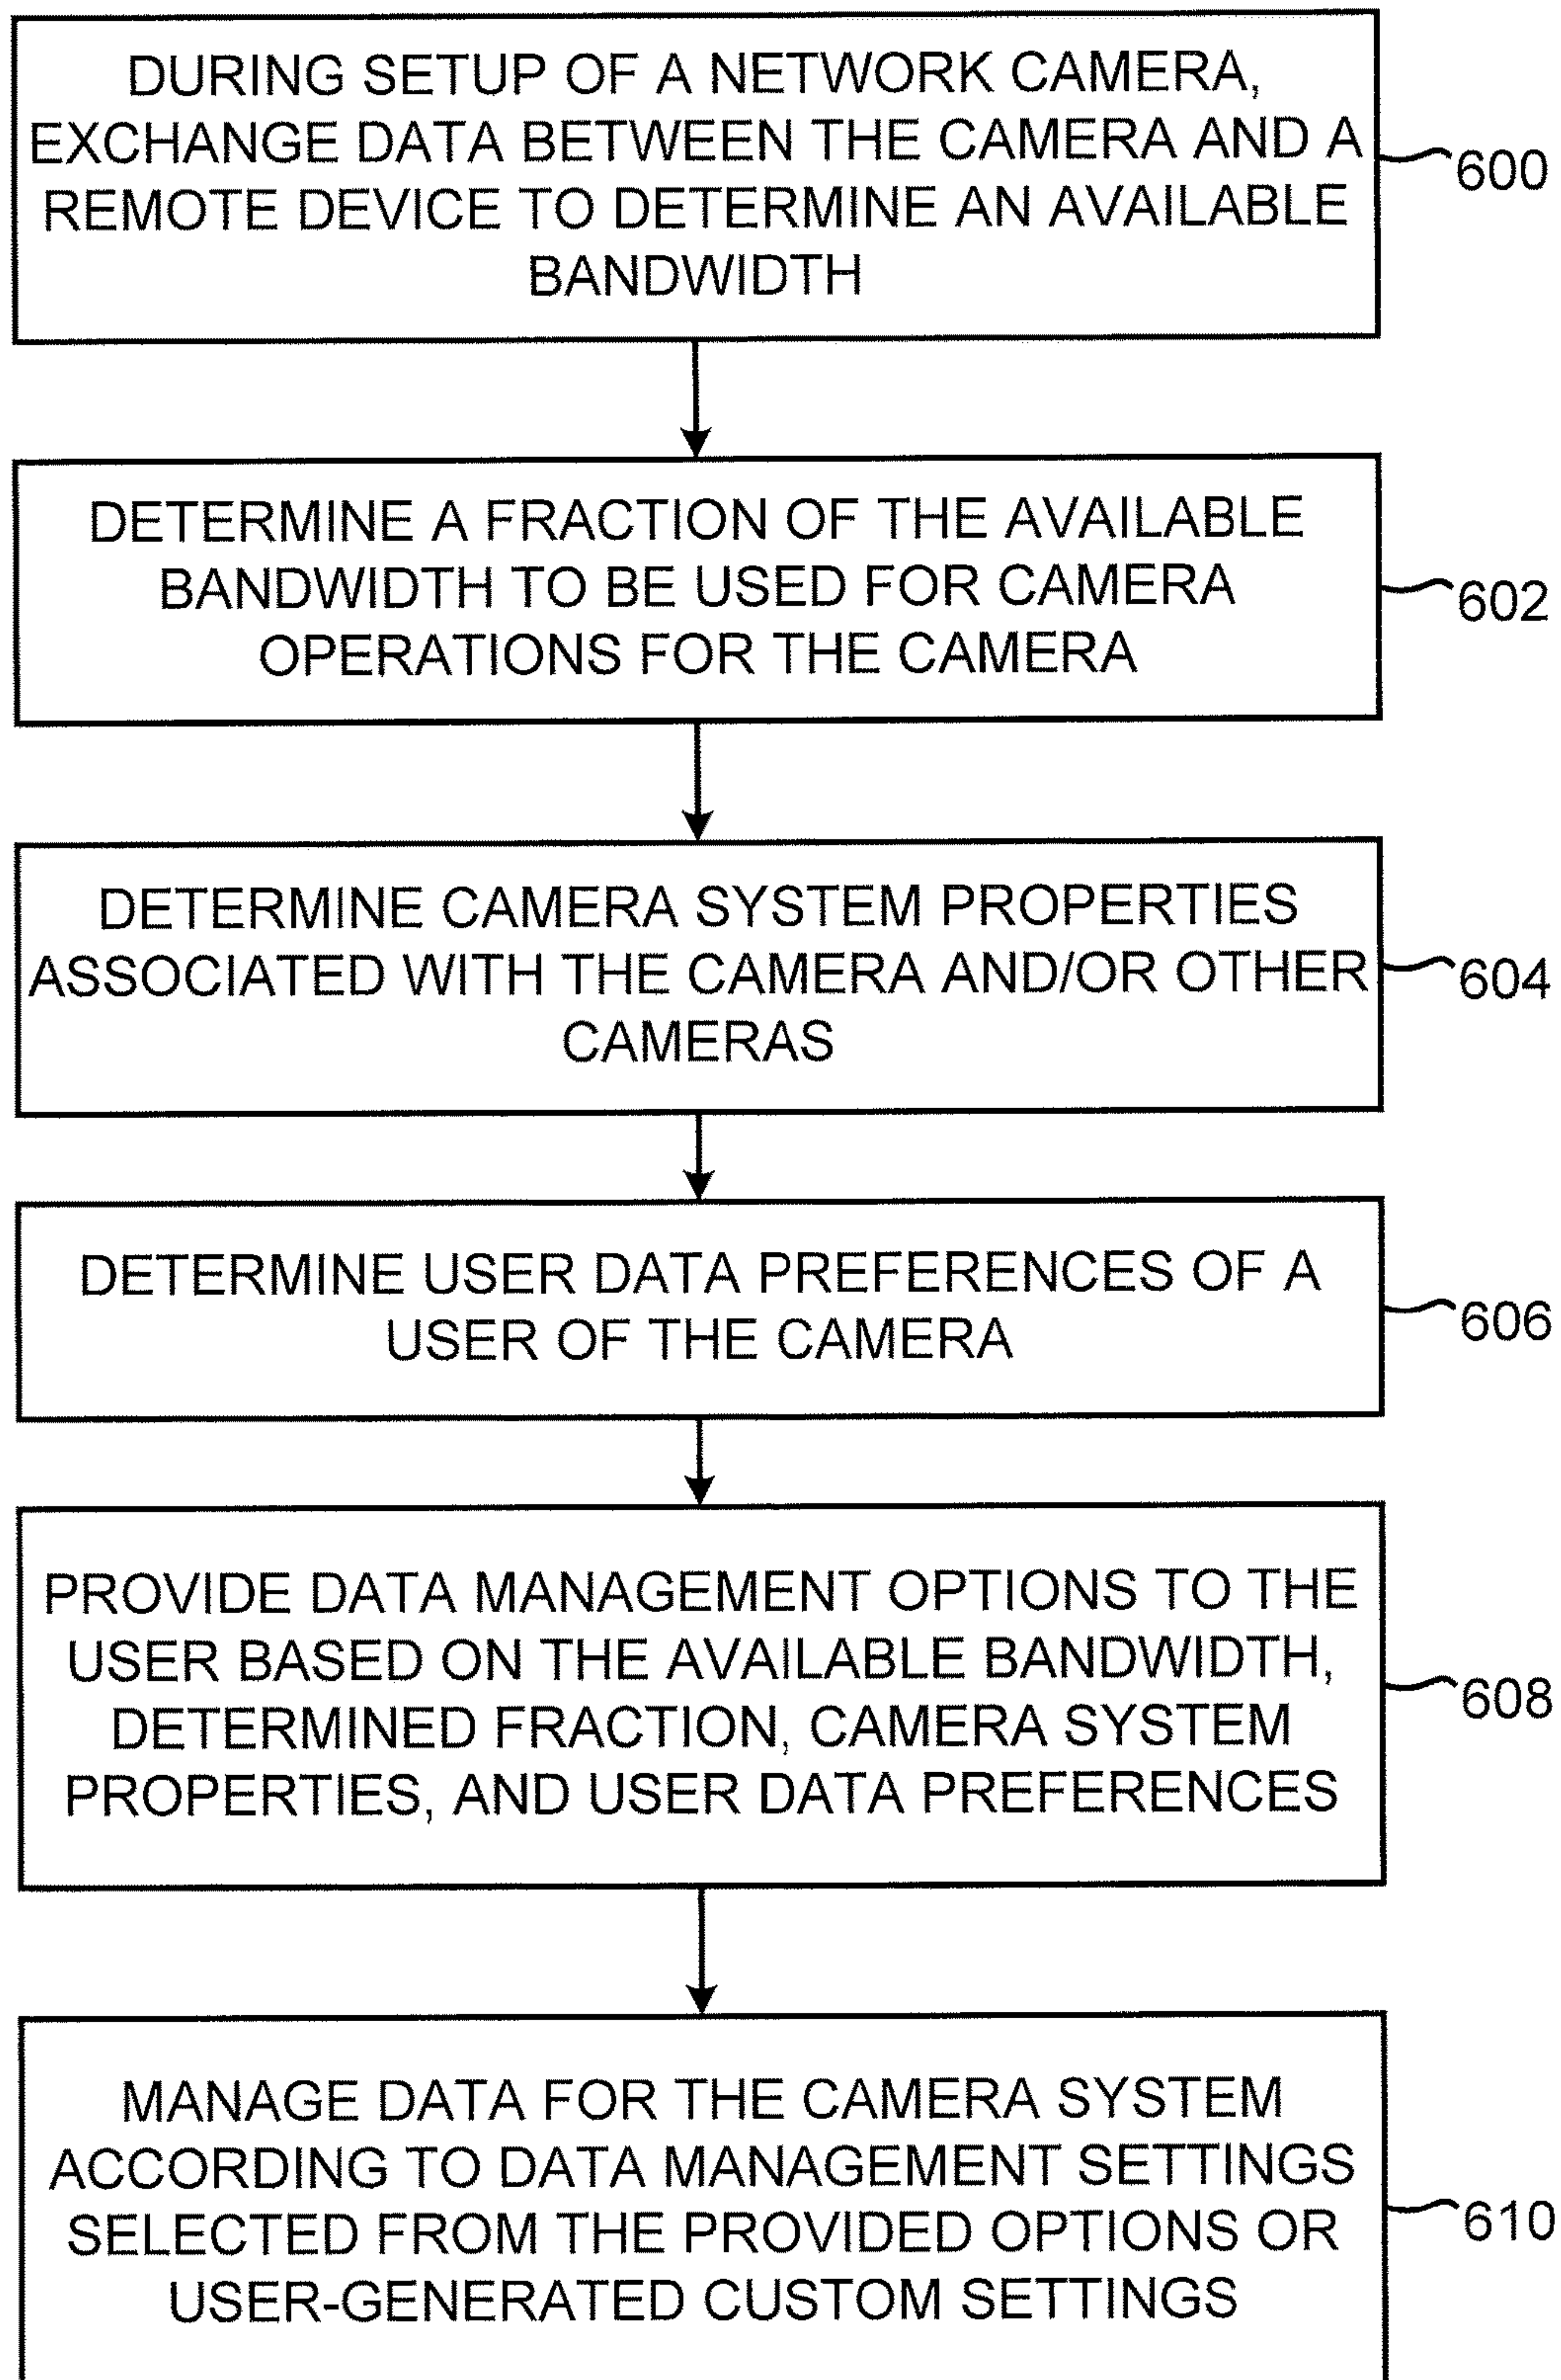 DURING SETUP OF A NETWORK CAMERA,
EXCHANGE DATA BETWEEN THE CAMERA AND A
REMOTE DEVICE TO DETERMINE AN AVAILABLE
BANDWIDTH
600
DETERMINE A FRACTION OF THE AVAILABLE
BANDWIDTH TO BE USED FOR CAMERA
OPERATIONS FOR THE CAMERA
602
DETERMINE CAMERA SYSTEM PROPERTIES
ASSOCIATED WITH THE CAMERA AND/OR OTHER
CAMERAS
604
DETERMINE USER DATA PREFERENCES OF A
USER OF THE CAMERA
606
PROVIDE DATA MANAGEMENT OPTIONS TO THE
USER BASED ON THE AVAILABLE BANDWIDTH,
DETERMINED FRACTION, CAMERA SYSTEM
PROPERTIES, AND USER DATA PREFERENCES
608
MANAGE DATA FOR THE CAMERA SYSTEM
ACCORDING TO DATA MANAGEMENT SETTINGS
SELECTED FROM THE PROVIDED OPTIONS OR
USER-GENERATED CUSTOM SETTINGS
610